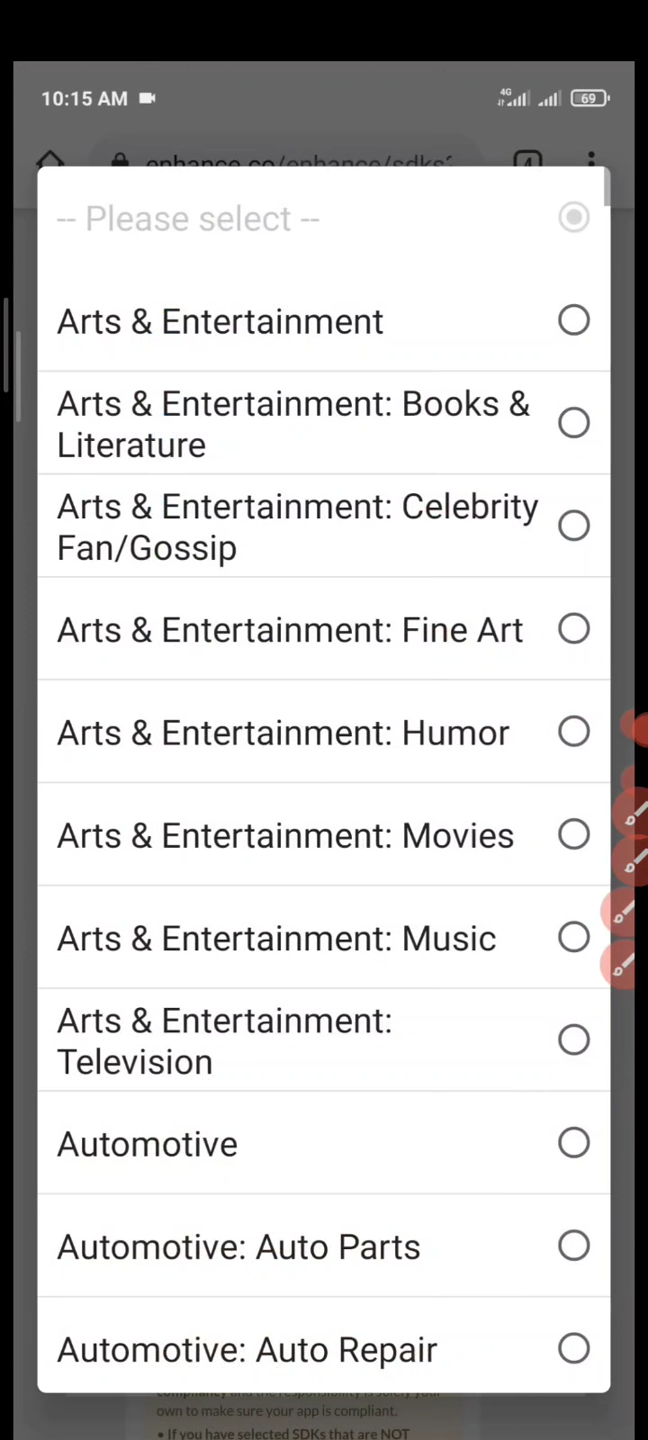 10:15 AM
4G
69
enhance.co/enhance/sdks
4
-- Please select --
Arts & Entertainment
Arts & Entertainment: Books &
Literature
Arts & Entertainment: Celebrity
Fan/Gossip
Arts & Entertainment: Fine Art
Arts & Entertainment: Humor
Arts & Entertainment: Movies
Arts & Entertainment: Music
Arts & Entertainment:
Television
Automotive
Automotive: Auto Parts
Automotive: Auto Repair
own to make sure your app is compliant.
• If you have selected SDKs that are NOT